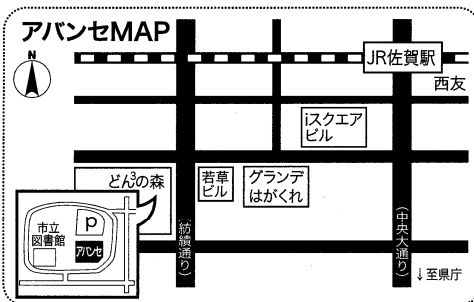 アバンセMAP
N
JR佐賀駅
西友
iスクエア
ビル
どん3の森
若草
ビル
グランデ
はがくれ
市立
図書館
P
アバンセ
(紡績通り)
(中央大通り)
↓至県庁